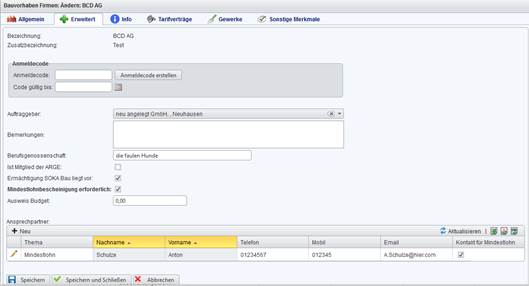 Bauvorhaben Firmen: Ändern: BCD AG
Allgemein Erweitert Info Tarifverträge Gewerke Sonstige Merkmale
Bezeichnung: BCD AG
Zusatzbezeichnung: Test
Anmeldecode
Anmeldecode: Anmeldecode erstellen
Code gültig bis:
Auftraggeber: neu angelegt GmbH, , Neuhausen
Bemerkungen:
Berufsgenossenschaft: die faulen Hunde
Ist Mitglied der ARGE:
Ermächtigung SOKA Bau liegt vor:
Mindestlohnbescheinigung erforderlich:
Ausweis Budget: 0,00
Ansprechpartner:
Neu Aktualisieren
Thema Nachname Vorname Telefon Mobil Email Kontakt für Mindestlohn
Mindestlohn Schulze Anton 01234567 012345 A.Schulze@hier.com
Speichern Speichern und Schließen Abbrechen